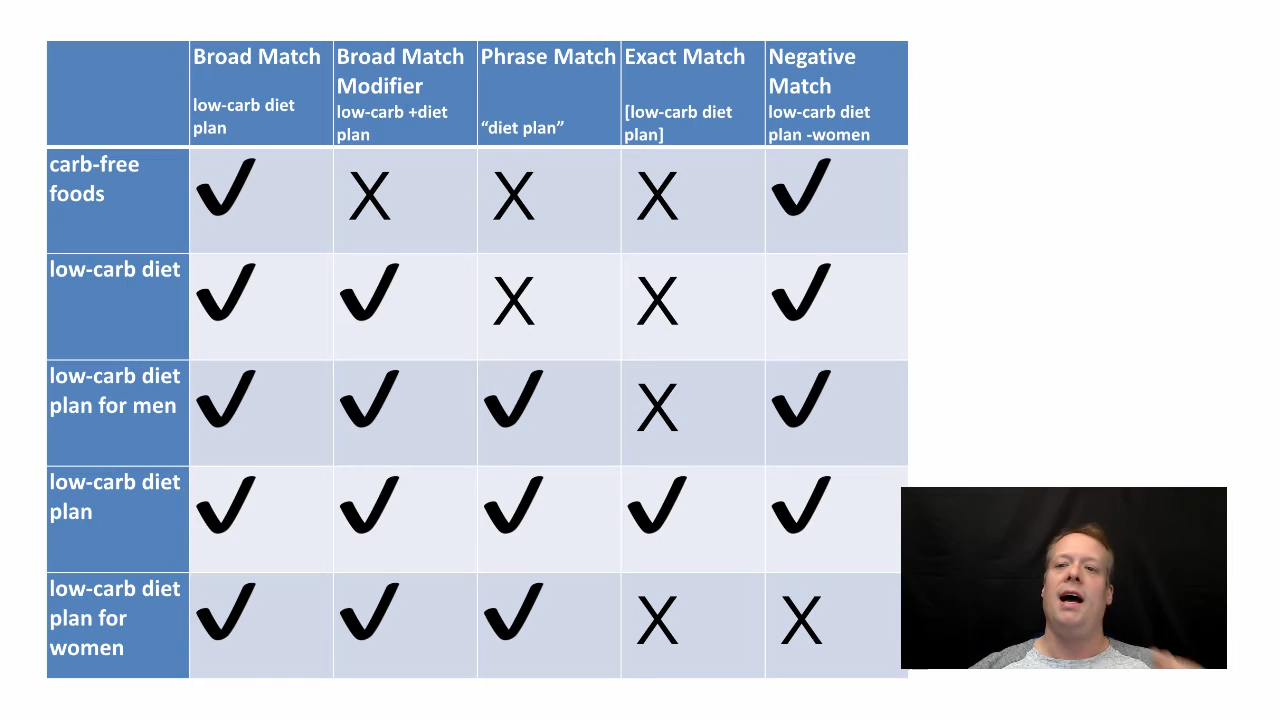 Broad Match
low-carb diet
plan
Broad Match
Modifier
low-carb +diet
plan
Phrase Match
“diet plan”
Exact Match
[low-carb diet
plan]
Negative
Match
low-carb diet
plan -women
carb-free
foods
✔ X X X ✔
low-carb diet
✔ ✔ X X ✔
low-carb diet
plan for men
✔ ✔ ✔ X ✔
low-carb diet
plan
✔ ✔ ✔ ✔ ✔
low-carb diet
plan for
women
✔ ✔ ✔ X X